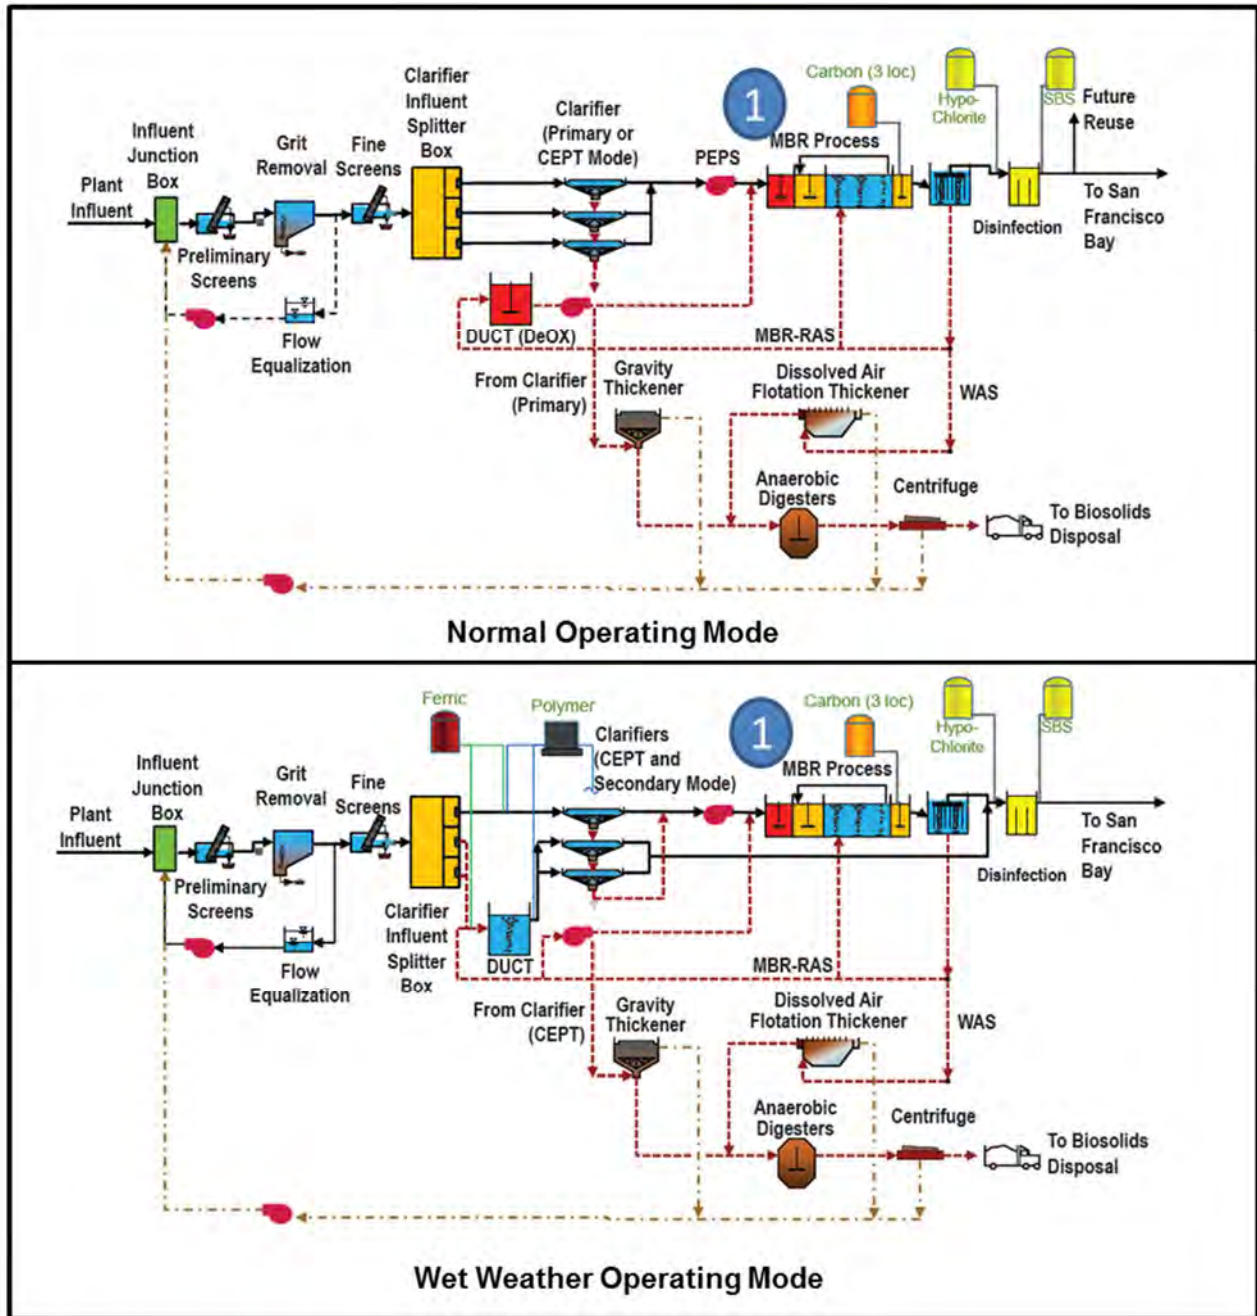 Clarifier
Influent
Splitter
Box
Clarifier
(Primary or
CEPT Mode)
1
Carbon (3 loc)
MBR Process
Hypo-
Chlorite
SBS
Future
Reuse
Influent
Junction
Box
Grit
Removal
Fine
Screens
PEPS
Plant
Influent
Preliminary
Screens
Disinfection
To San
Francisco
Bay
Flow
Equalization
DUCT (DeOX)
MBR-RAS
From Clarifier
(Primary)
Gravity
Thickener
Dissolved Air
Flotation Thickener
WAS
Anaerobic
Digesters
Centrifuge
To Biosolids
Disposal
Normal Operating Mode
Ferric
Polymer
Clarifiers
(CEPT and
Secondary Mode)
1
Carbon (3 loc)
MBR Process
Hypo-
Chlorite
SBS
Influent
Junction
Box
Grit
Removal
Fine
Screens
Plant
Influent
Preliminary
Screens
To San
Francisco
Bay
Disinfection
Clarifier
Influent
Splitter
Box
DUCT
Flow
Equalization
MBR-RAS
From Clarifier
(CEPT)
Gravity
Thickener
Dissolved Air
Flotation Thickener
WAS
Anaerobic
Digesters
Centrifuge
To Biosolids
Disposal
Wet Weather Operating Mode